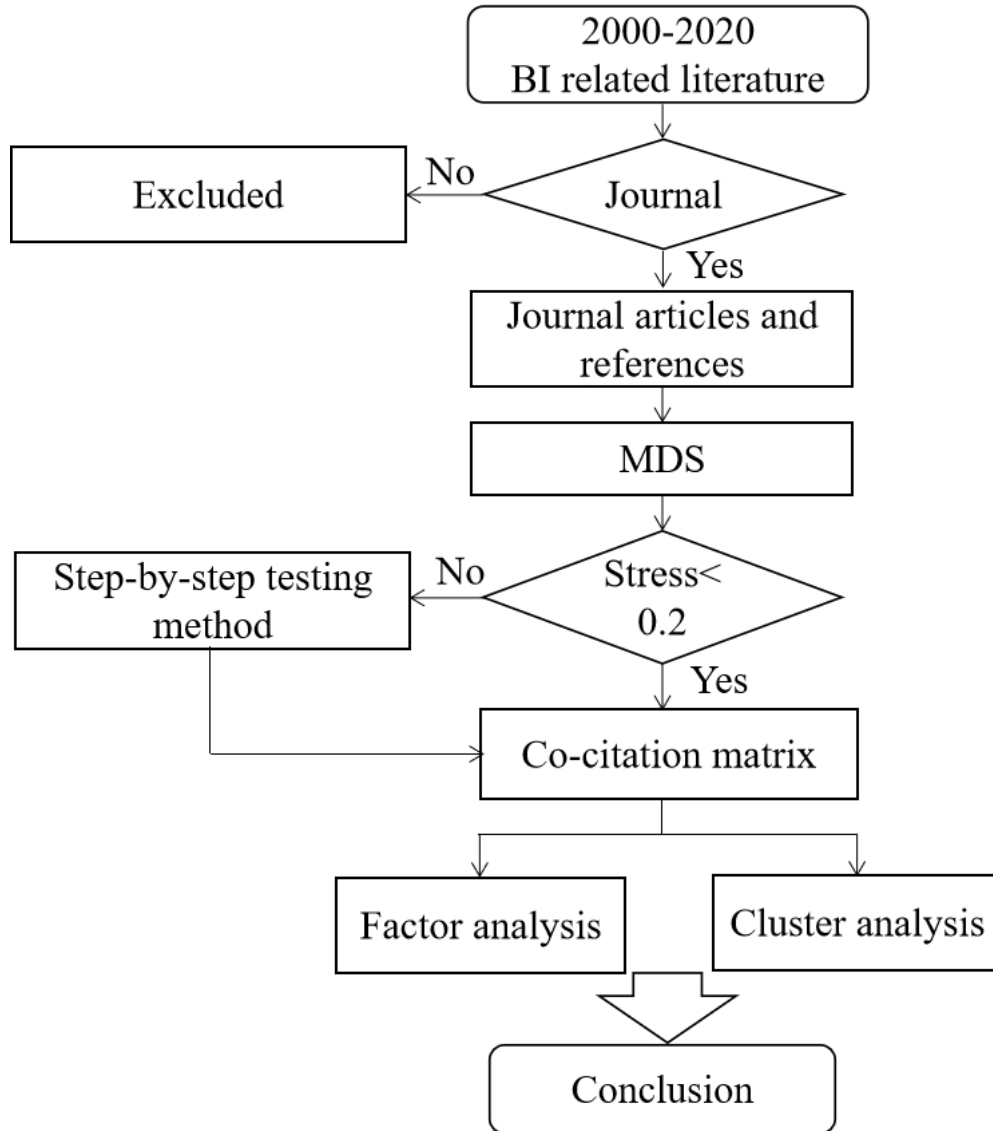 2000-2020
BI related literature
No
Excluded
Journal
Yes
Journal articles and
references
MDS
No
Step-by-step testing
method
Stress<
0.2
Yes
Co-citation matrix
Factor analysis
Cluster analysis
Conclusion